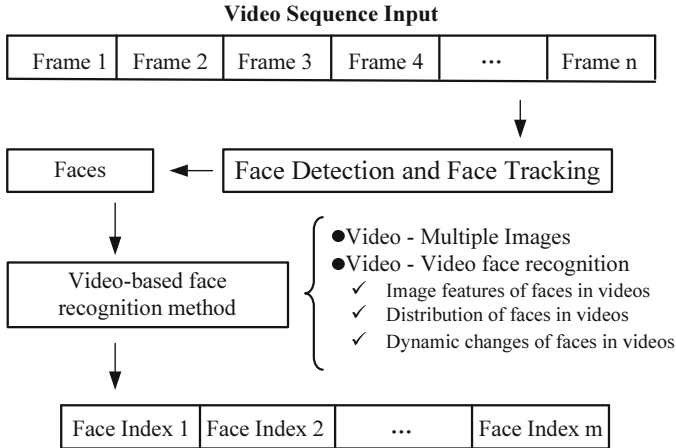 Video Sequence Input
Frame 1 Frame 2 Frame 3 Frame 4 ... Frame n
Face Detection and Face Tracking
Faces
Video-based face
recognition method
●Video - Multiple Images
●Video - Video face recognition
✓ Image features of faces in videos
✓ Distribution of faces in videos
✓ Dynamic changes of faces in videos
Face Index 1 Face Index 2 ... Face Index m